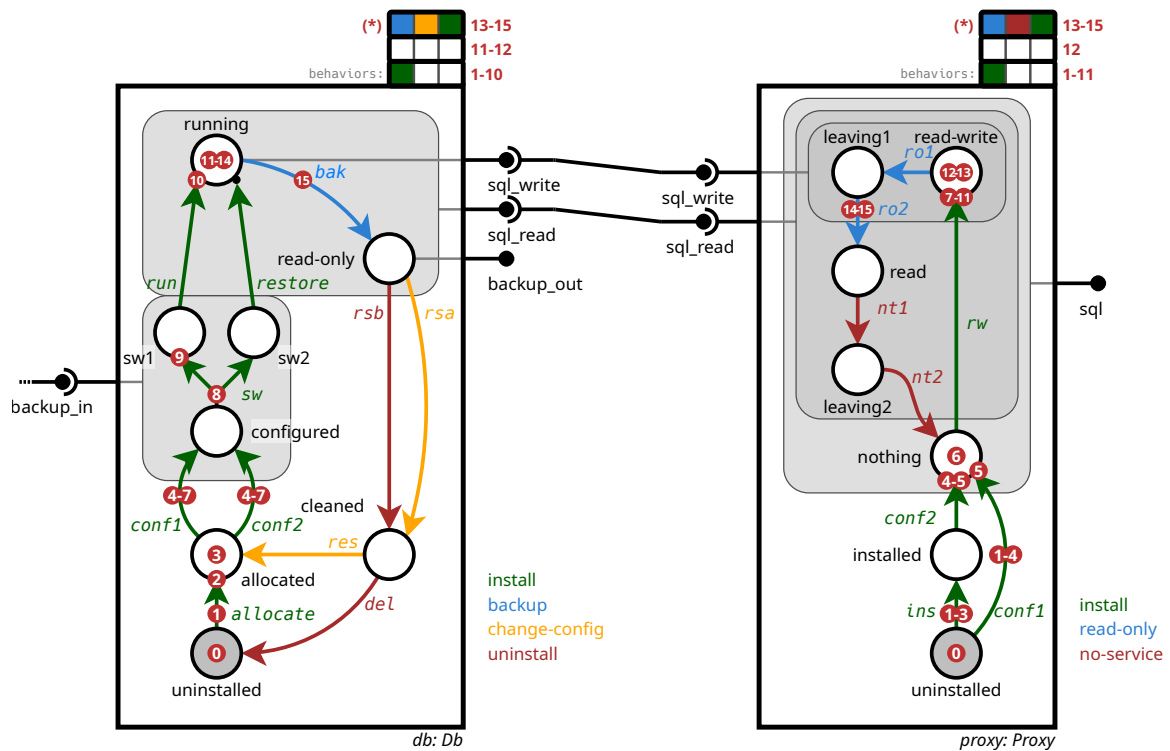 (*) 13-15
11-12
behaviors: 1-10
(*) 13-15
12
behaviors: 1-11
running
11-14
10
15
bak
sql_write
sql_read
backup_out
read-only
run
restore
rsb
rsa
sw1
9
sw2
8
sw
backup_in
configured
4-7
4-7
conf1
conf2
cleaned
3
res
2
allocated
1
allocate
del
0
uninstalled
install
backup
change-config
uninstall
db: Db
leaving1
read-write
ro1
12-13
7-11
14-15
ro2
sql_write
sql_read
read
nt1
nt2
leaving2
rw
sql
nothing
6
5
4-5
conf2
installed
1-4
ins
1-3
conf1
0
uninstalled
install
read-only
no-service
proxy: Proxy